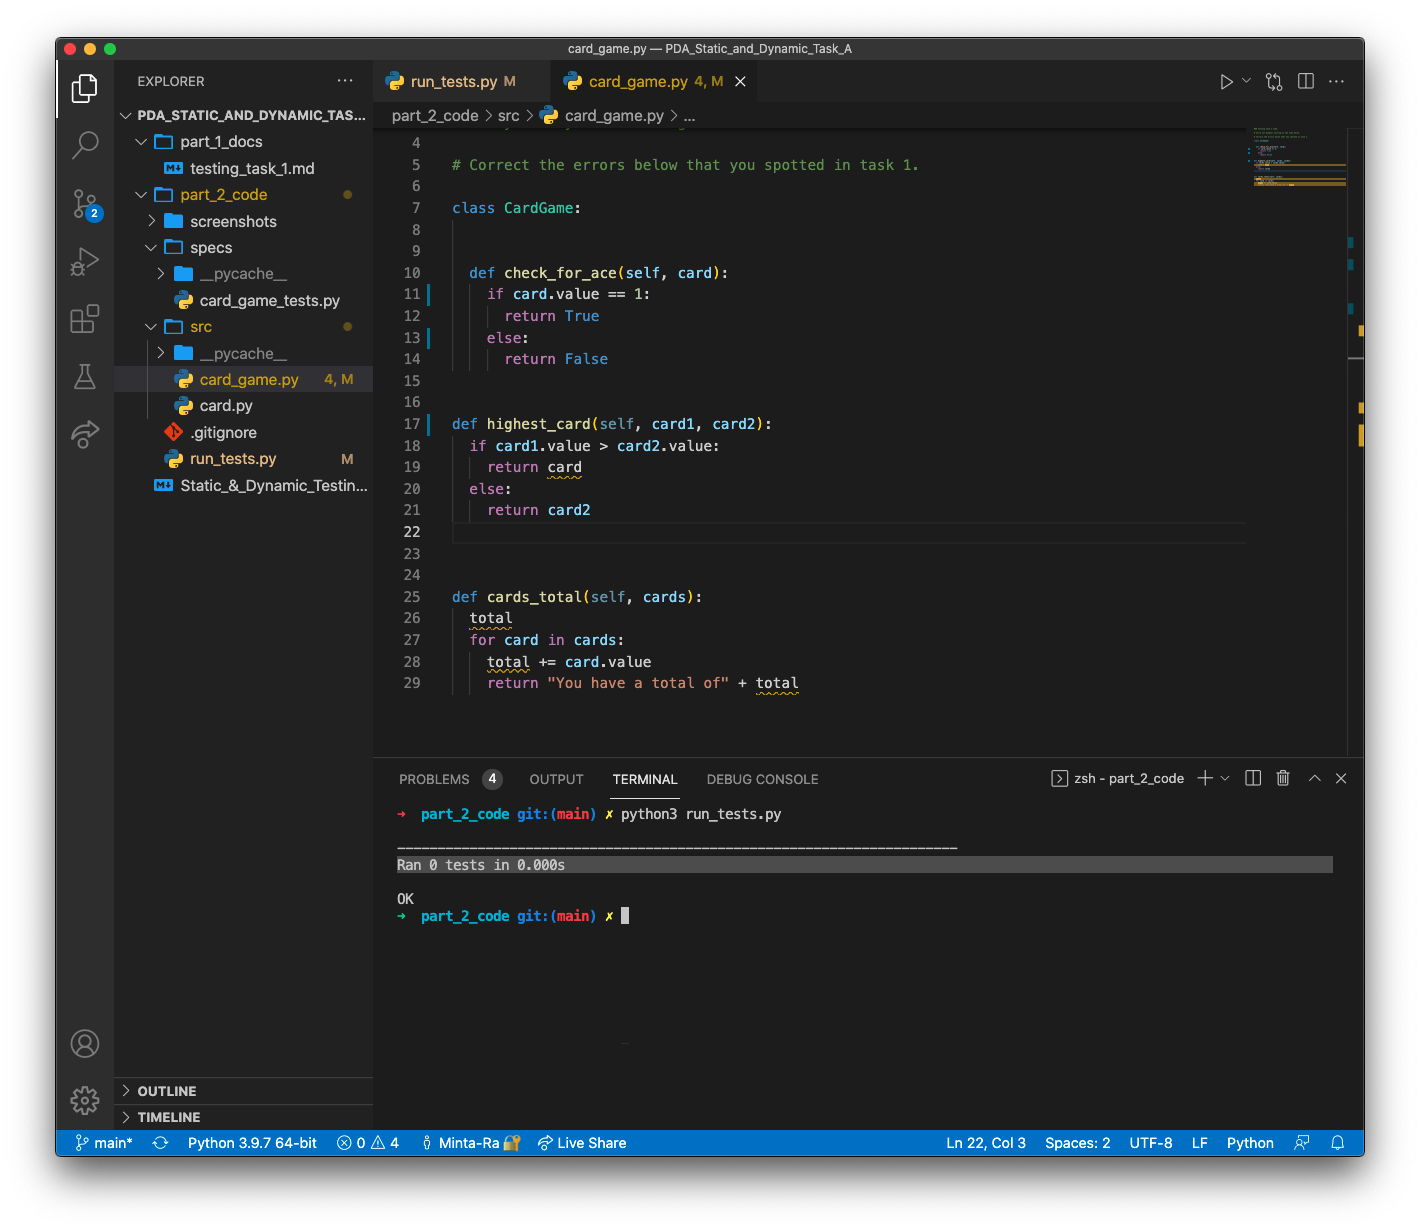 card_game.py — PDA_Static_and_Dynamic_Task_A
EXPLORER
PDA_STATIC_AND_DYNAMIC_TAS...
part_1_docs
testing_task_1.md
part_2_code
screenshots
specs
__pycache__
card_game_tests.py
src
__pycache__
card_game.py 4, M
card.py
.gitignore
run_tests.py M
Static_&_Dynamic_Testin...
OUTLINE
TIMELINE
2
run_tests.py M
card_game.py 4, M
part_2_code > src > card_game.py > ...
4
5 # Correct the errors below that you spotted in task 1.
6
7 class CardGame:
8
9
10 def check_for_ace(self, card):
11 if card.value == 1:
12 return True
13 else:
14 return False
15
16
17 def highest_card(self, card1, card2):
18 if card1.value > card2.value:
19 return card
20 else:
21 return card2
22
23
24
25 def cards_total(self, cards):
26 total
27 for card in cards:
28 total += card.value
29 return "You have a total of" + total
PROBLEMS 4 OUTPUT TERMINAL DEBUG CONSOLE
zsh - part_2_code
→ part_2_code git:(main) ✗ python3 run_tests.py
----------------------------------------------------------------------
Ran 0 tests in 0.000s
OK
→ part_2_code git:(main) ✗
main* Python 3.9.7 64-bit 0 4 Minta-Ra Live Share Ln 22, Col 3 Spaces: 2 UTF-8 LF Python